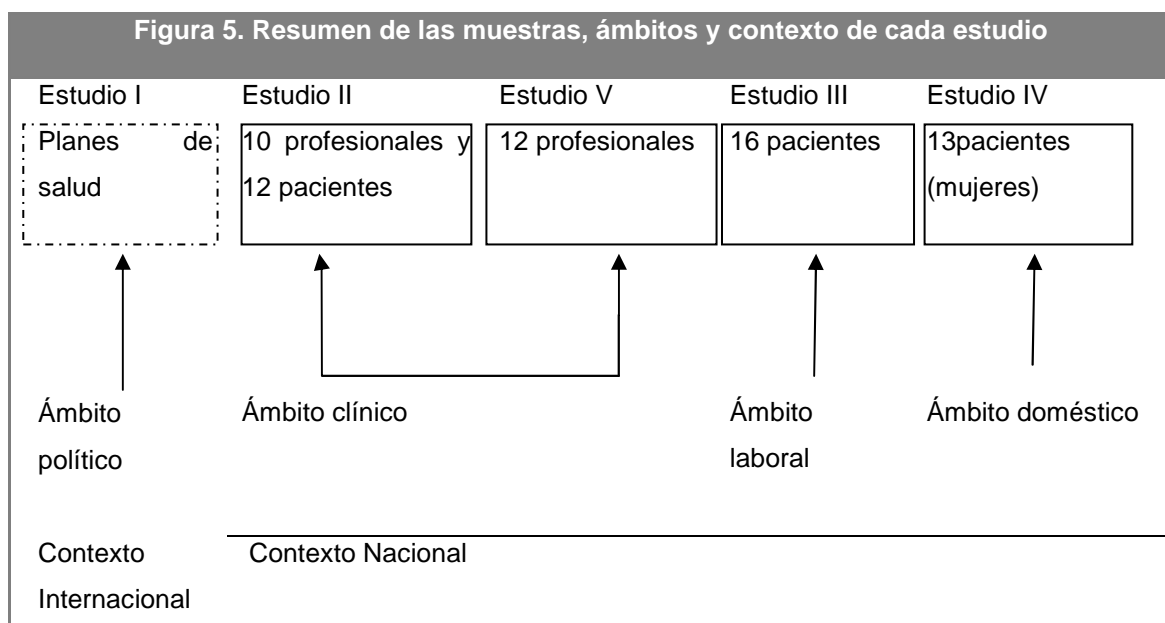 Figura 5. Resumen de las muestras, ámbitos y contexto de cada estudio
Estudio I
Planes de
salud
Estudio II
10 profesionales y
12 pacientes
Estudio V
12 profesionales
Estudio III
16 pacientes
Estudio IV
13pacientes
(mujeres)
Ámbito
político
Ámbito clínico
Ámbito
laboral
Ámbito doméstico
Contexto
Internacional
Contexto Nacional